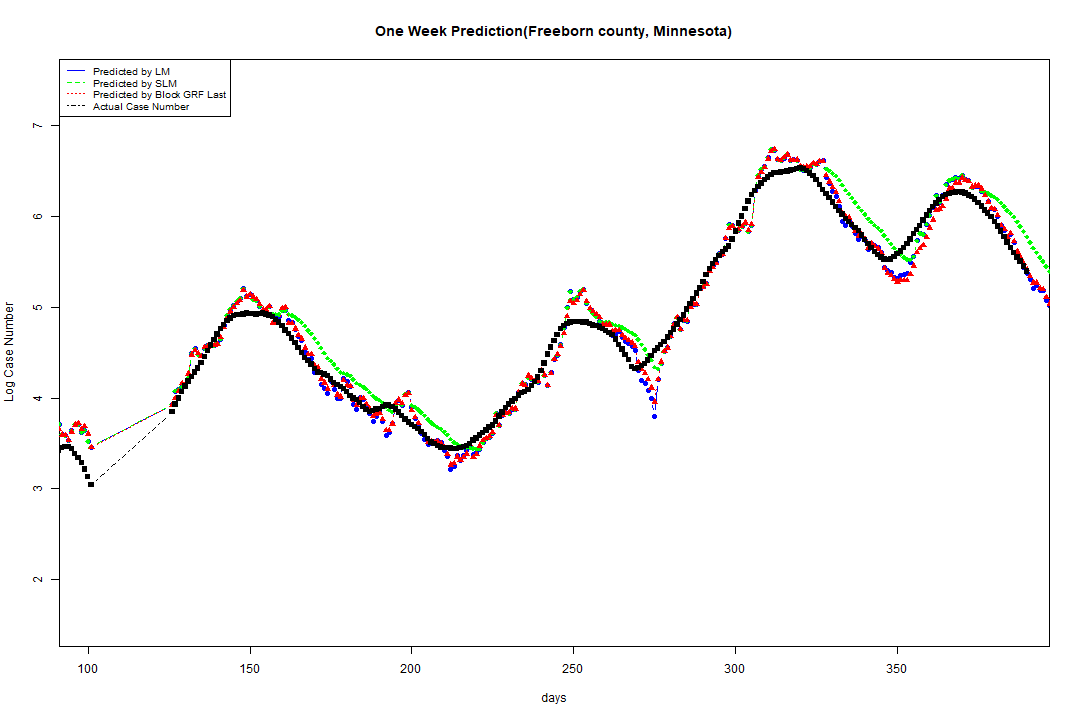 One Week Prediction(Freeborn county, Minnesota)
Predicted by LM
Predicted by SLM
Predicted by Block GRF Last
Actual Case Number
7
6
5
4
3
2
Log Case Number
100 150 200 250 300 350
days